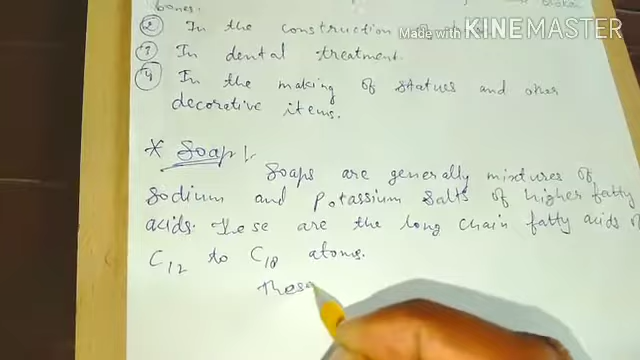 bones.
② In the construction
Made with KINEMASTER
③ In dental treatment.
④ In the making of statues and other
decorative items.
* Soap :-
Soaps are generally mixtures of
Sodium and Potassium salts of higher fatty
acids. These are the long chain fatty acids of
C12 to C18 atoms.
These